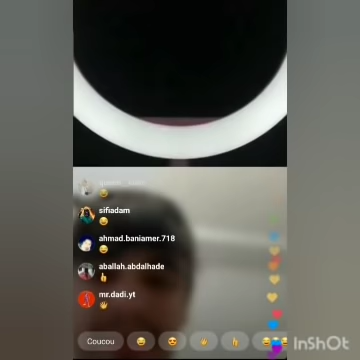 sifiadam
😂
ahmad.baniamer.718
😂
aballah.abdalhade
👆
mr.dadi.yt
👋
Coucou 😂 😍
InShOt